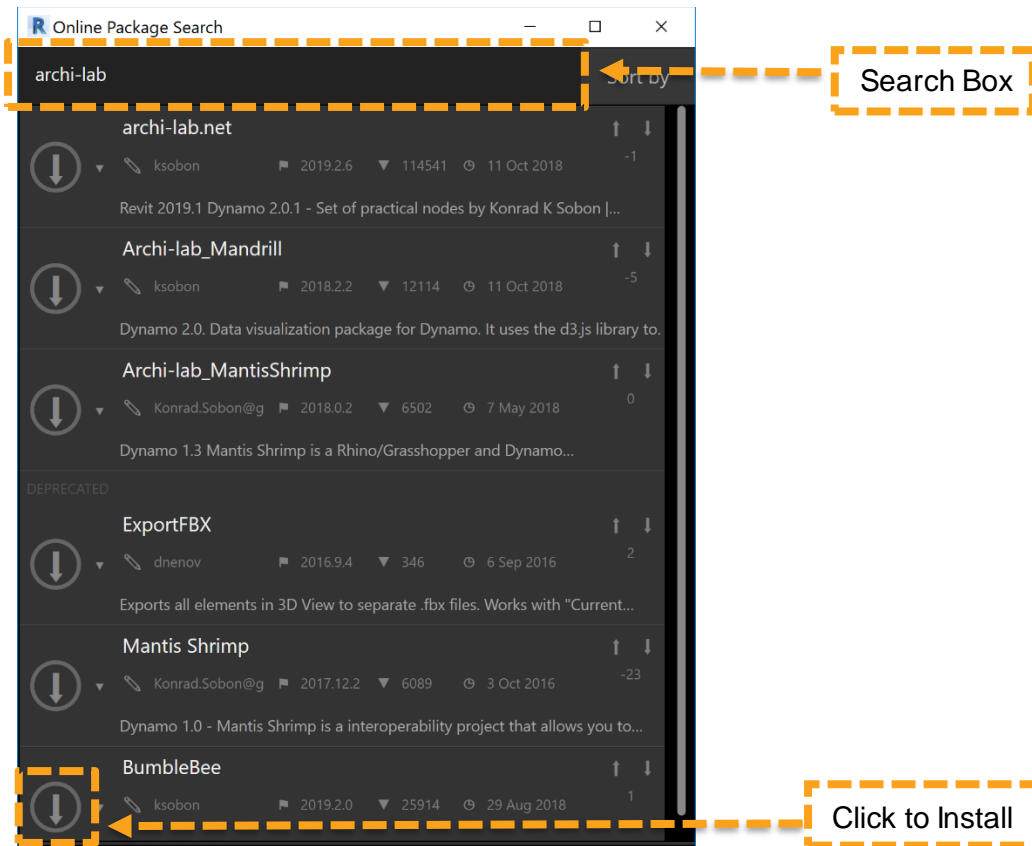 R Online Package Search
archi-lab
Sort by
Search Box
archi-lab.net
ksobon 2019.2.6 114541 11 Oct 2018 -1
Revit 2019.1 Dynamo 2.0.1 - Set of practical nodes by Konrad K Sobon |...
Archi-lab_Mandrill
ksobon 2018.2.2 12114 11 Oct 2018 -5
Dynamo 2.0. Data visualization package for Dynamo. It uses the d3.js library to.
Archi-lab_MantisShrimp
Konrad.Sobon@g 2018.0.2 6502 7 May 2018 0
Dynamo 1.3 Mantis Shrimp is a Rhino/Grasshopper and Dynamo...
DEPRECATED
ExportFBX
dnenov 2016.9.4 346 6 Sep 2016 2
Exports all elements in 3D View to separate .fbx files. Works with "Current...
Mantis Shrimp
Konrad.Sobon@g 2017.12.2 6089 3 Oct 2016 -23
Dynamo 1.0 - Mantis Shrimp is a interoperability project that allows you to...
BumbleBee
ksobon 2019.2.0 25914 29 Aug 2018 1
Click to Install